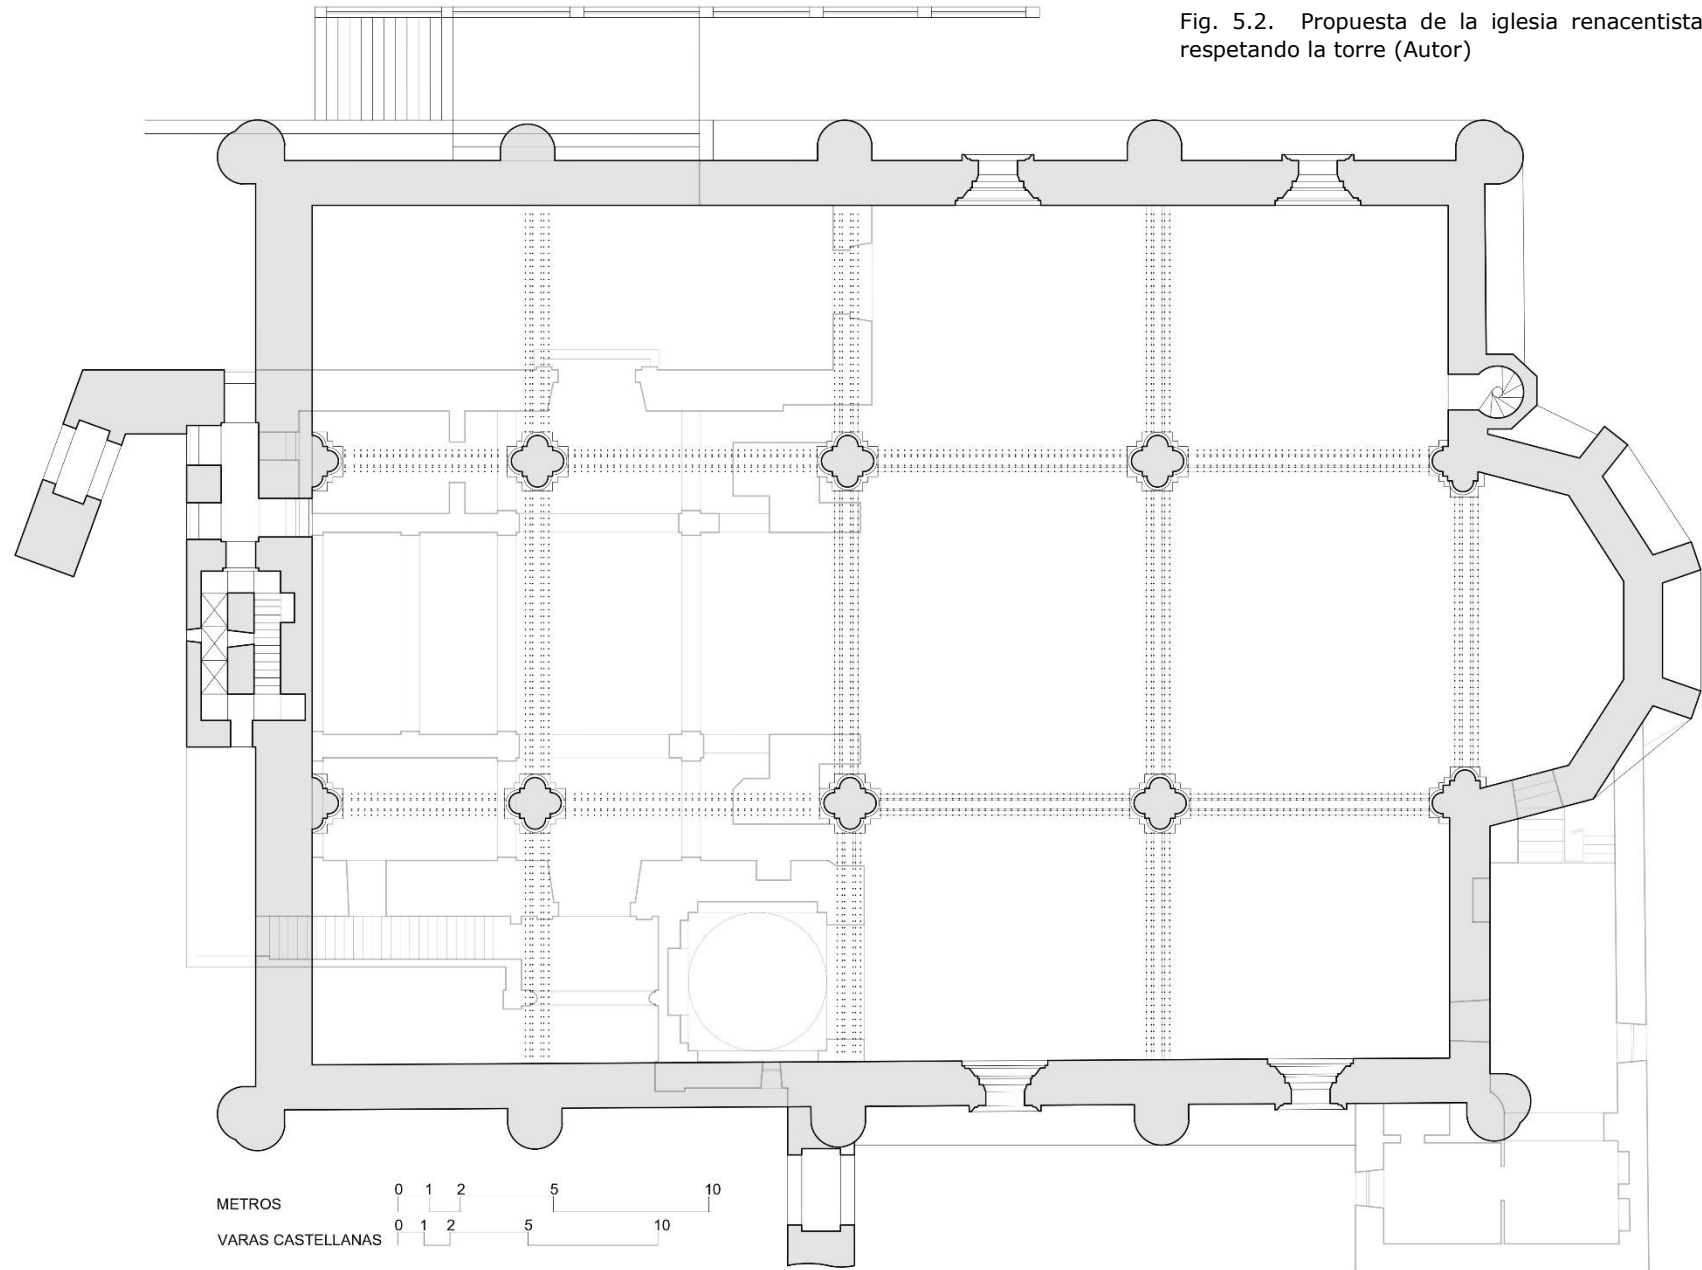 Fig. 5.2. Propuesta de la iglesia renacentista
respetando la torre (Autor)
METROS 0 1 2 5 10
VARAS CASTELLANAS 0 1 2 5 10